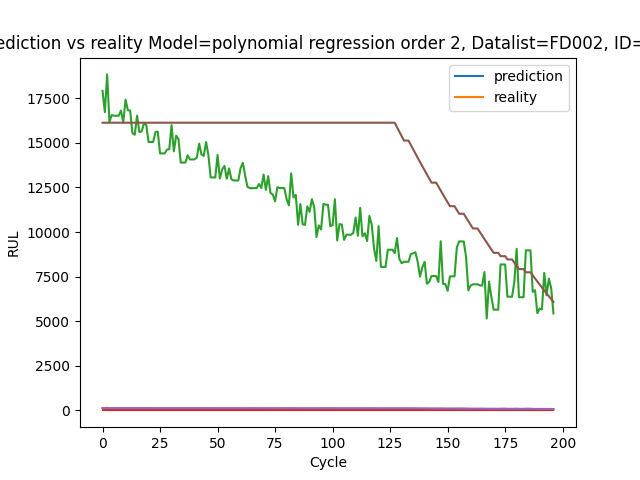 ediction vs reality Model=polynomial regression order 2, Datalist=FD002, ID=
prediction
reality
17500
15000
12500
10000
7500
5000
2500
0
RUL
0 25 50 75 100 125 150 175 200
Cycle